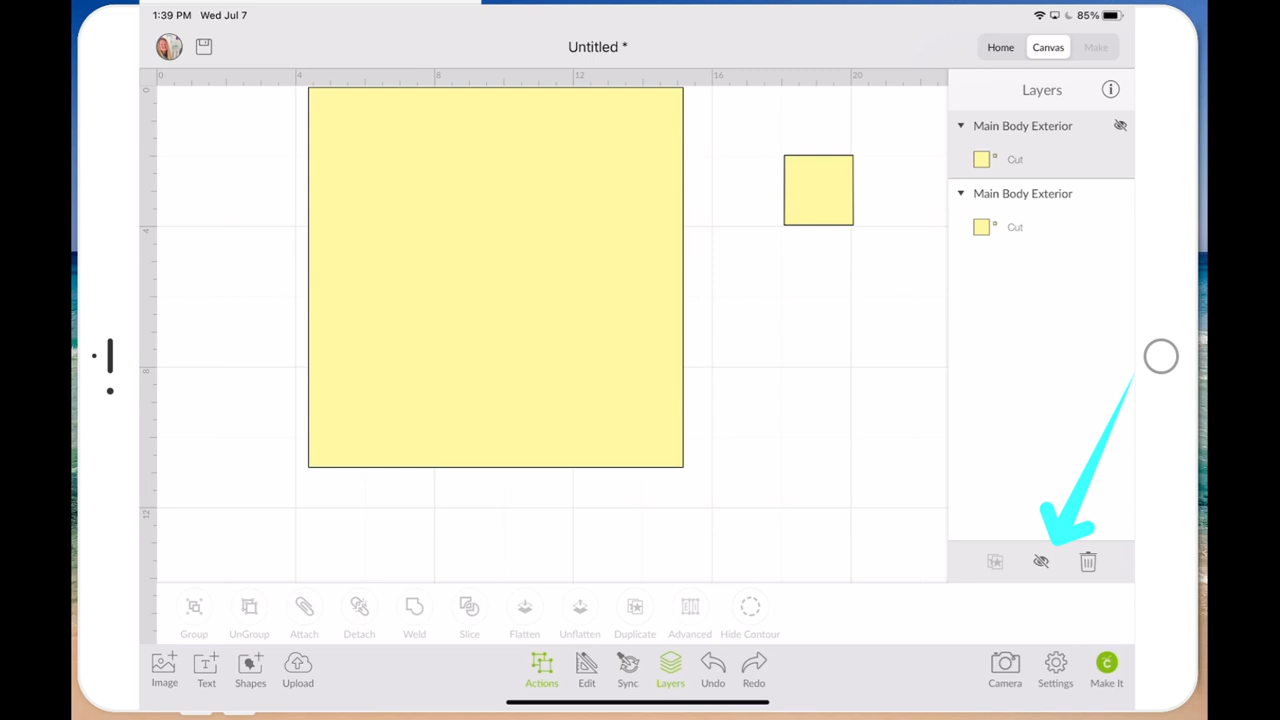 1:39 PM Wed Jul 7
85%
Untitled *
Home Canvas Make
0 4 8 12 16 20
0
4
8
12
Layers
Main Body Exterior
Cut
Main Body Exterior
Cut
Group UnGroup Attach Detach Weld Slice Flatten Unflatten Duplicate Advanced Hide Contour
Image Text Shapes Upload Actions Edit Sync Layers Undo Redo Camera Settings Make It